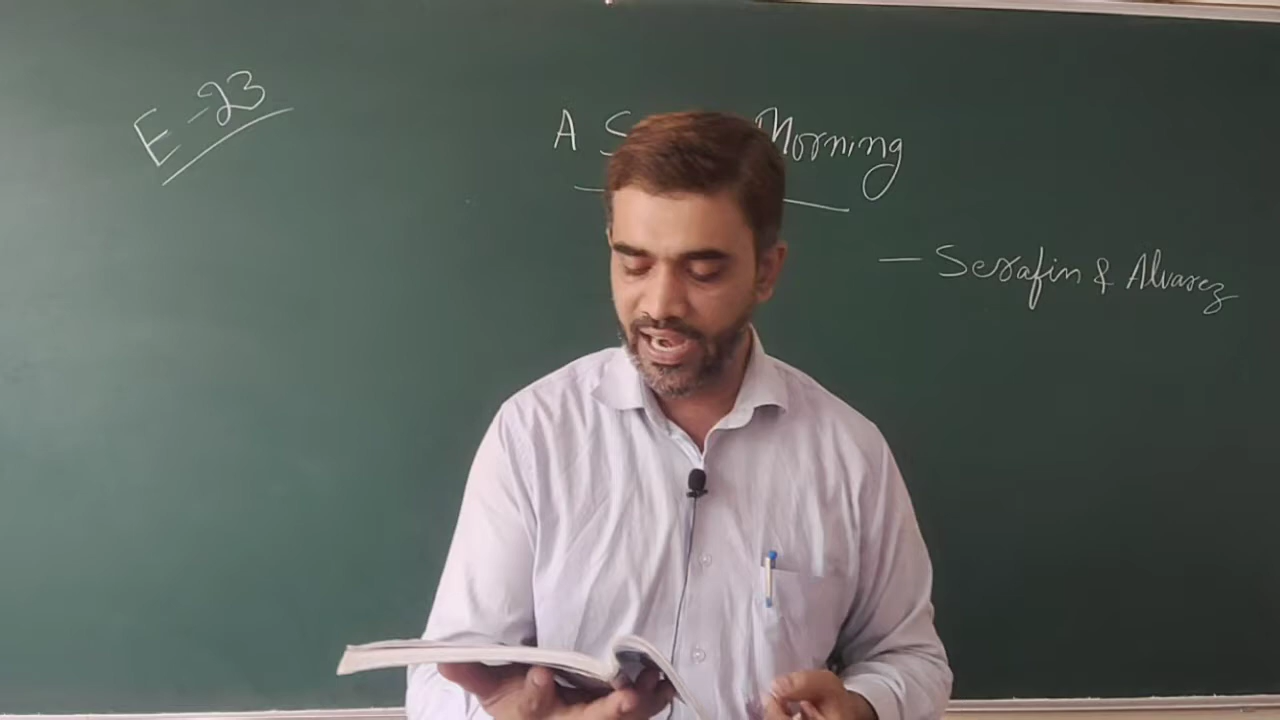 E-23
A S Morning
— Serafin & Alvarez